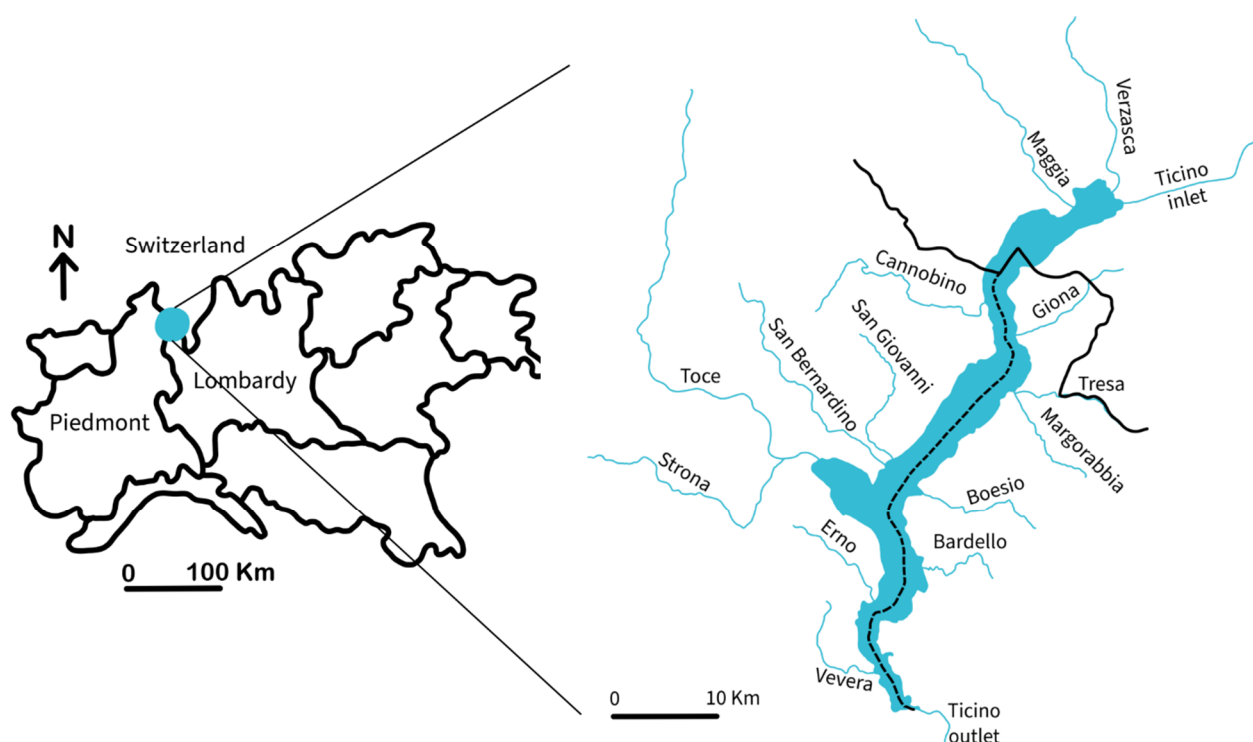 N
Switzerland
Lombardy
Piedmont
0 100 Km
Verzasca
Maggia
Ticino
inlet
Cannobino
Giona
San Giovanni
San Bernardino
Toce
Tresa
Margorabbia
Strona
Boesio
Erno
Bardello
Vevera
0 10 Km
Ticino
outlet